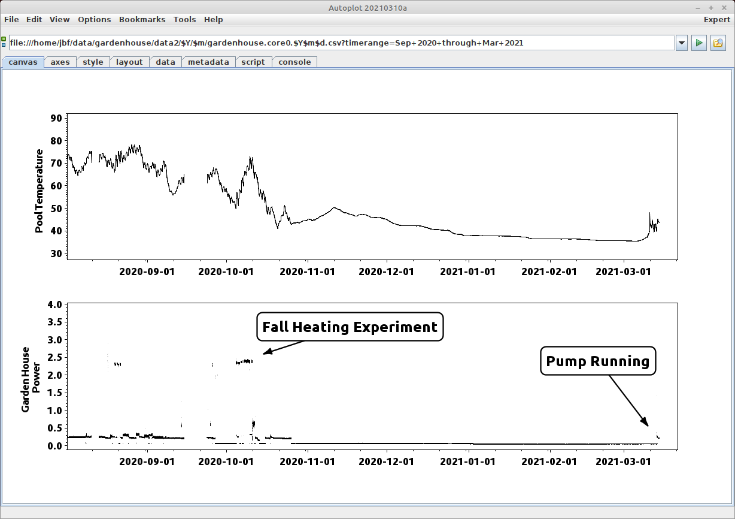 Autoplot 20210310a
File Edit View Options Bookmarks Tools Help Expert
file:///home/jbf/data/gardenhouse/data2/$Y/$m/gardenhouse.core0.$Y$m$d.csv?timerange=Sep+2020+through+Mar+2021
canvas axes style layout data metadata script console
90
80
70
60
50
40
30
Pool Temperature
2020-09-01 2020-10-01 2020-11-01 2020-12-01 2021-01-01 2021-02-01 2021-03-01
4.0
3.5
3.0
2.5
2.0
1.5
1.0
0.5
0.0
Garden House
Power
Fall Heating Experiment
Pump Running
2020-09-01 2020-10-01 2020-11-01 2020-12-01 2021-01-01 2021-02-01 2021-03-01